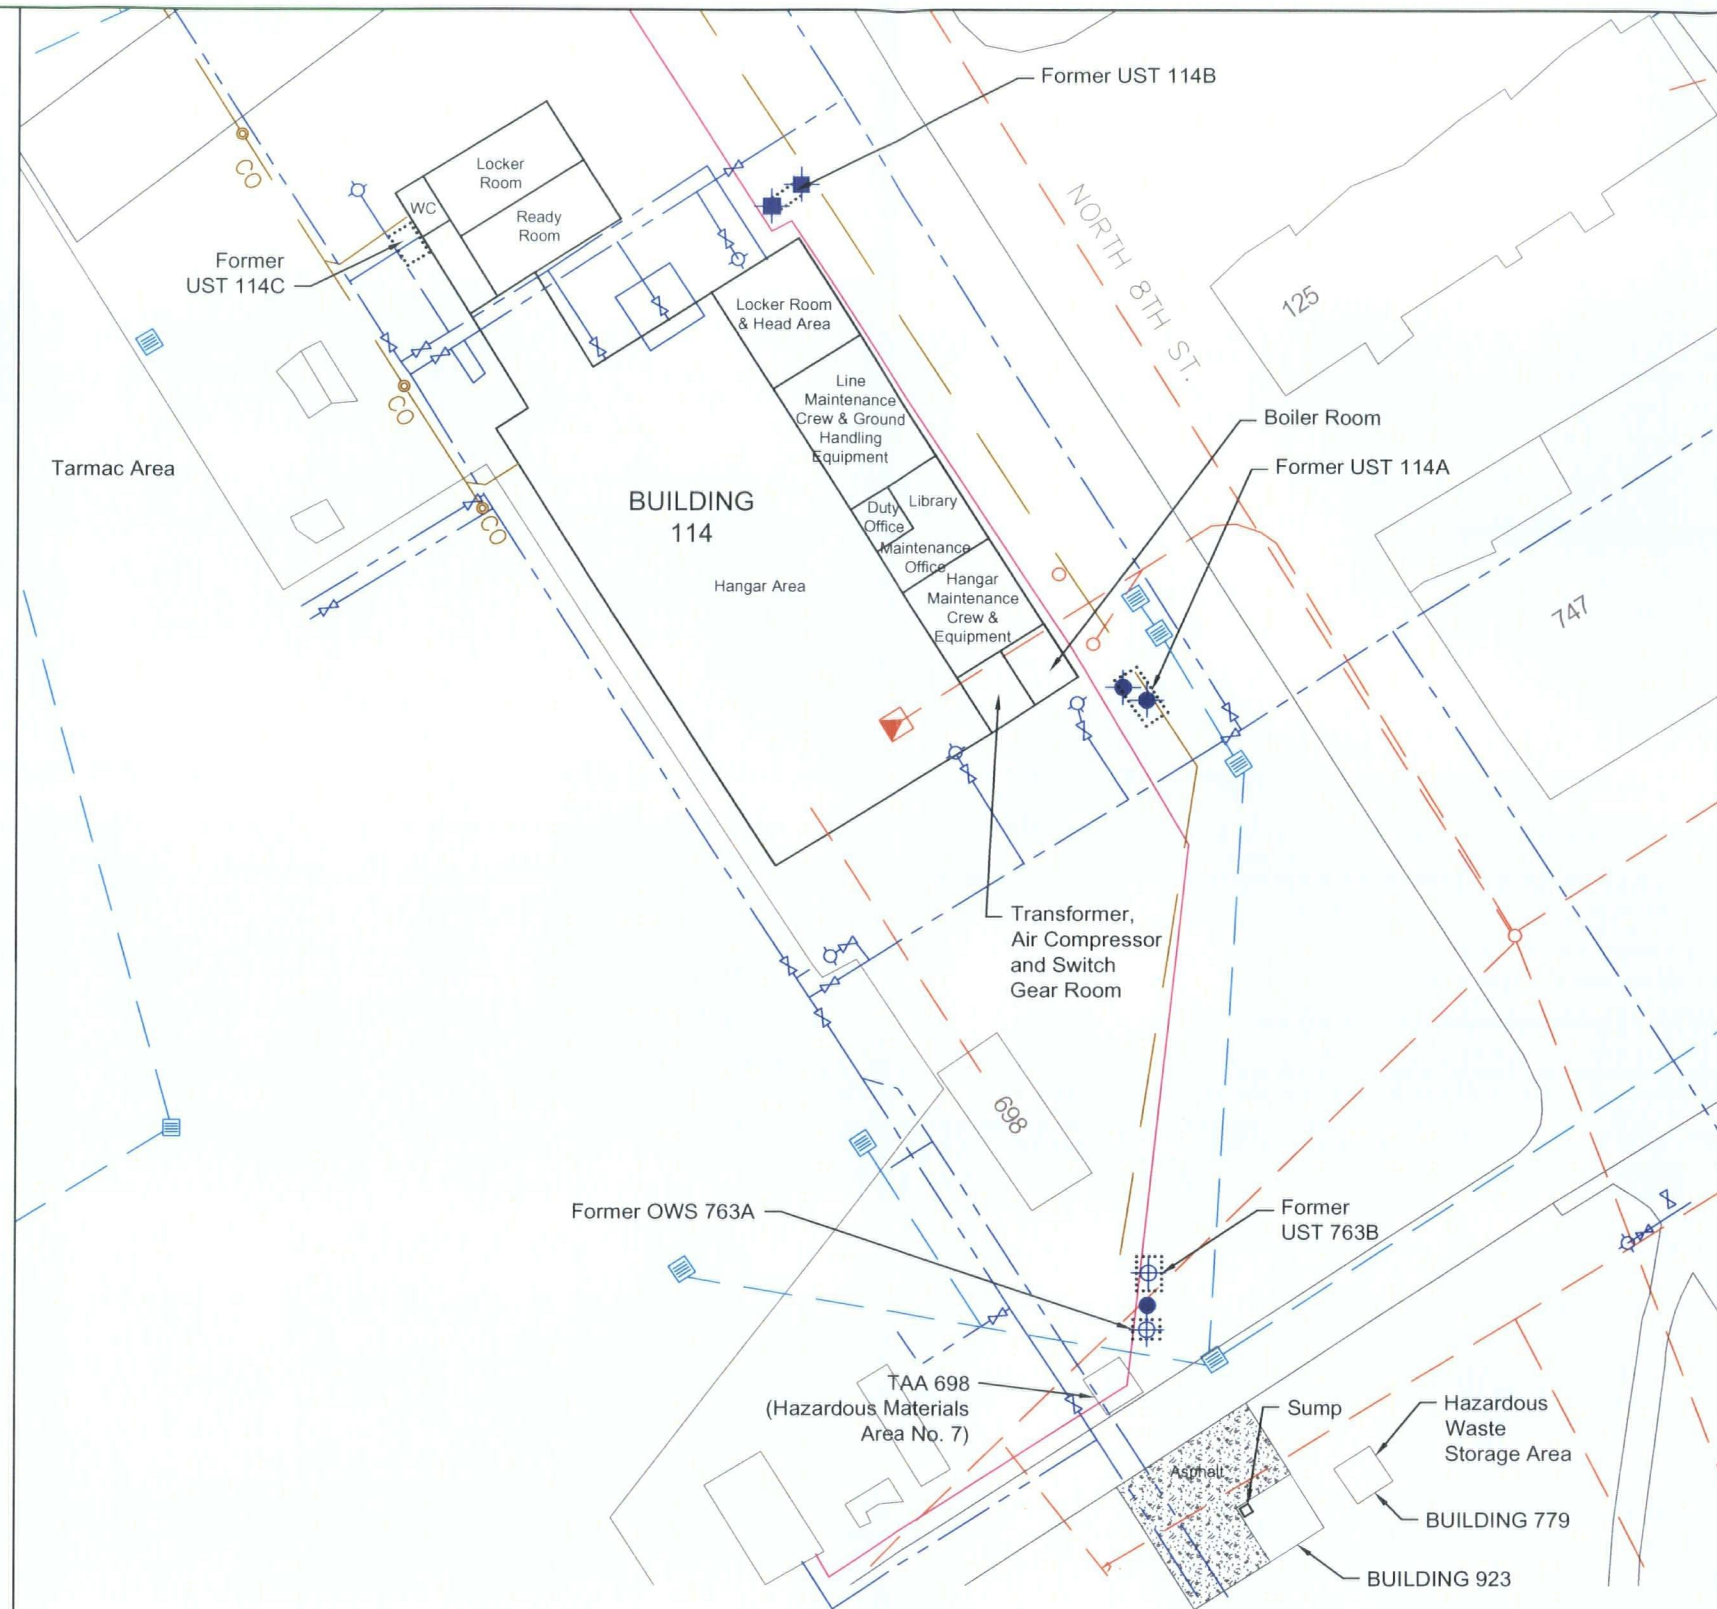 Former UST 114B
CO
Locker
Room
WC
Ready
Room
Former
UST 114C
NORTH 8TH ST.
125
Locker Room
& Head Area
Line
Maintenance
Crew & Ground
Handling
Equipment
CO
Boiler Room
Former UST 114A
Tarmac Area
BUILDING
114
Library
Duty
Office
CO
Maintenance
Office
Hangar Area
Hangar
Maintenance
Crew &
Equipment
747
Transformer,
Air Compressor
and Switch
Gear Room
698
Former OWS 763A
Former
UST 763B
TAA 698
(Hazardous Materials
Area No. 7)
Sump
Hazardous
Waste
Storage Area
Asphalt
BUILDING 779
BUILDING 923